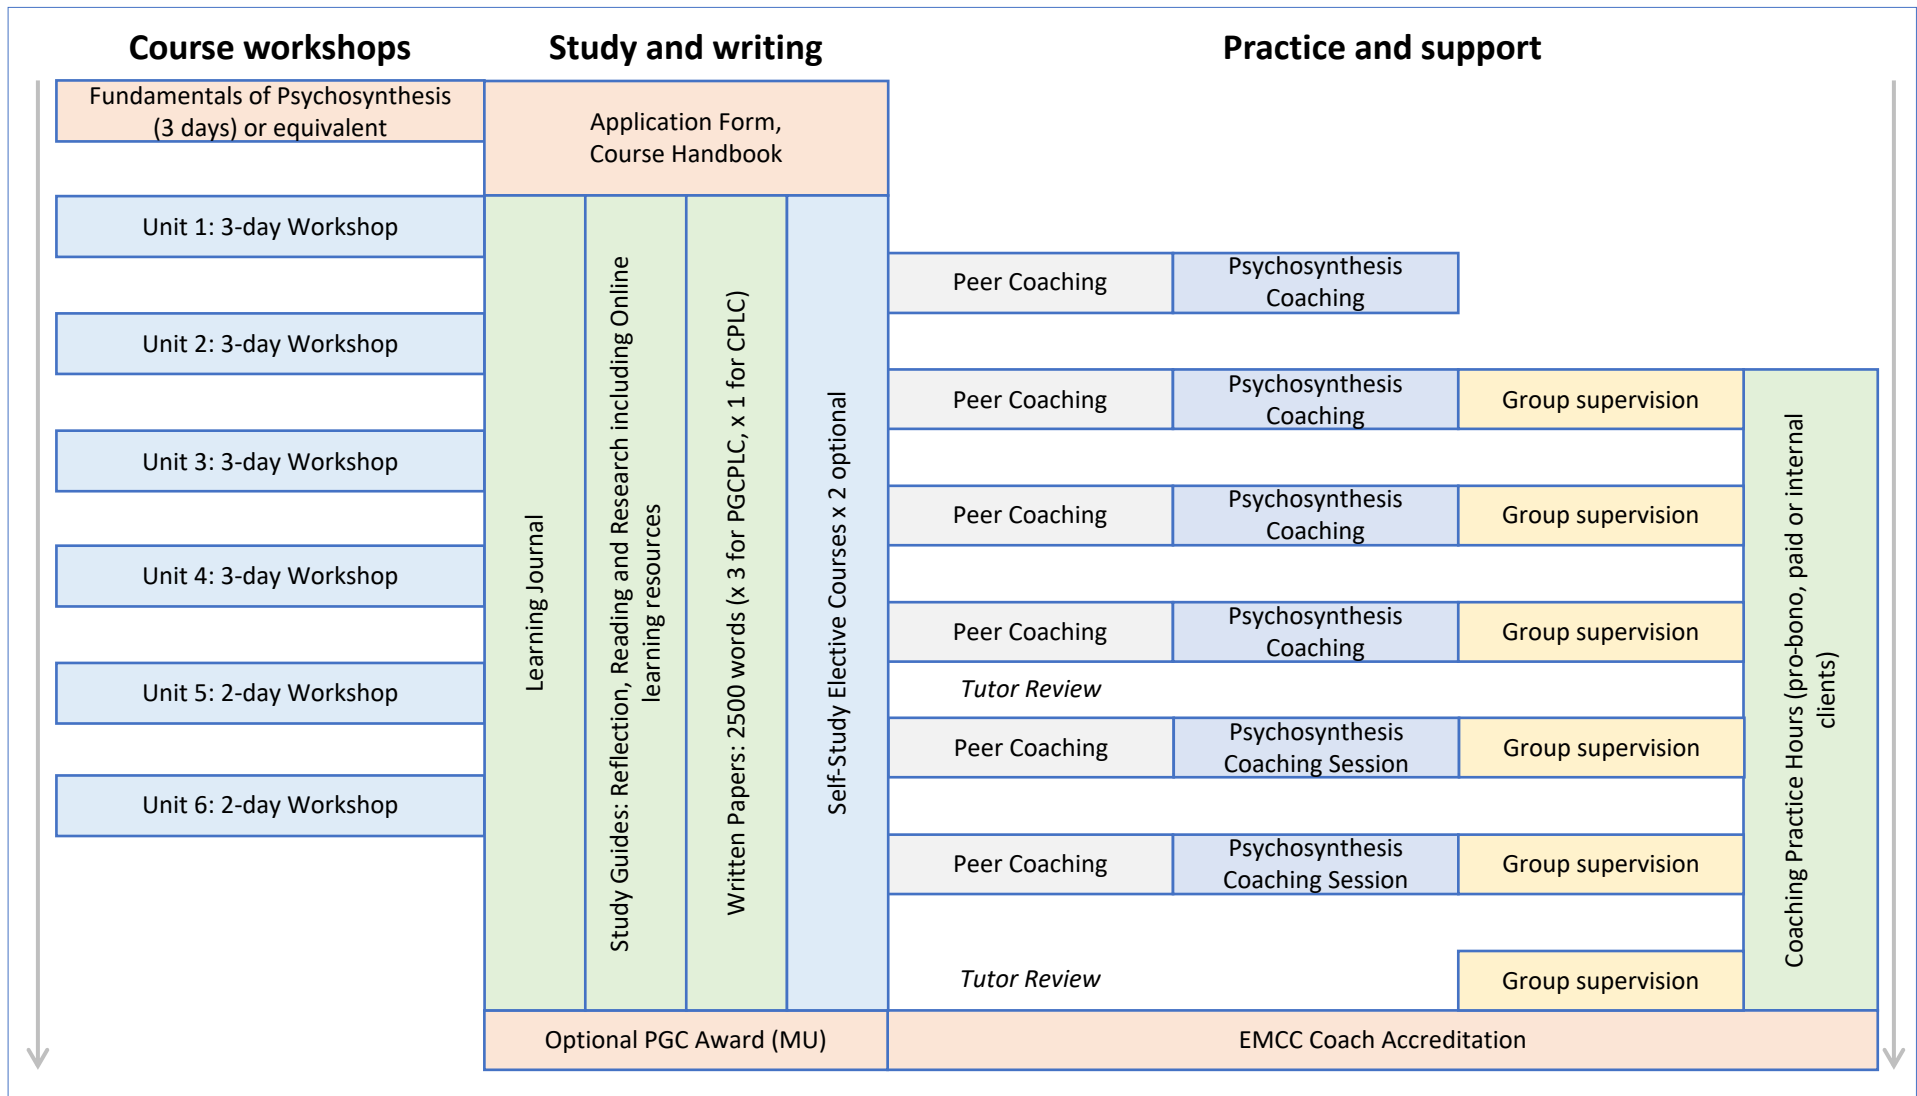 Course workshops
Study and writing
Practice and support
Fundamentals of Psychosynthesis
(3 days) or equivalent
Application Form,
Course Handbook
Unit 1: 3-day Workshop
Unit 2: 3-day Workshop
Unit 3: 3-day Workshop
Unit 4: 3-day Workshop
Unit 5: 2-day Workshop
Unit 6: 2-day Workshop
Learning Journal
Study Guides: Reflection, Reading and Research including Online
learning resources
Written Papers: 2500 words (x 3 for PGCPLC, x 1 for CPLC)
Self-Study Elective Courses x 2 optional
Peer Coaching
Psychosynthesis
Coaching
Peer Coaching
Psychosynthesis
Coaching
Group supervision
Peer Coaching
Psychosynthesis
Coaching
Group supervision
Peer Coaching
Psychosynthesis
Coaching
Group supervision
Tutor Review
Peer Coaching
Psychosynthesis
Coaching Session
Group supervision
Peer Coaching
Psychosynthesis
Coaching Session
Group supervision
Tutor Review
Group supervision
Coaching Practice Hours (pro-bono, paid or internal
clients)
Optional PGC Award (MU)
EMCC Coach Accreditation